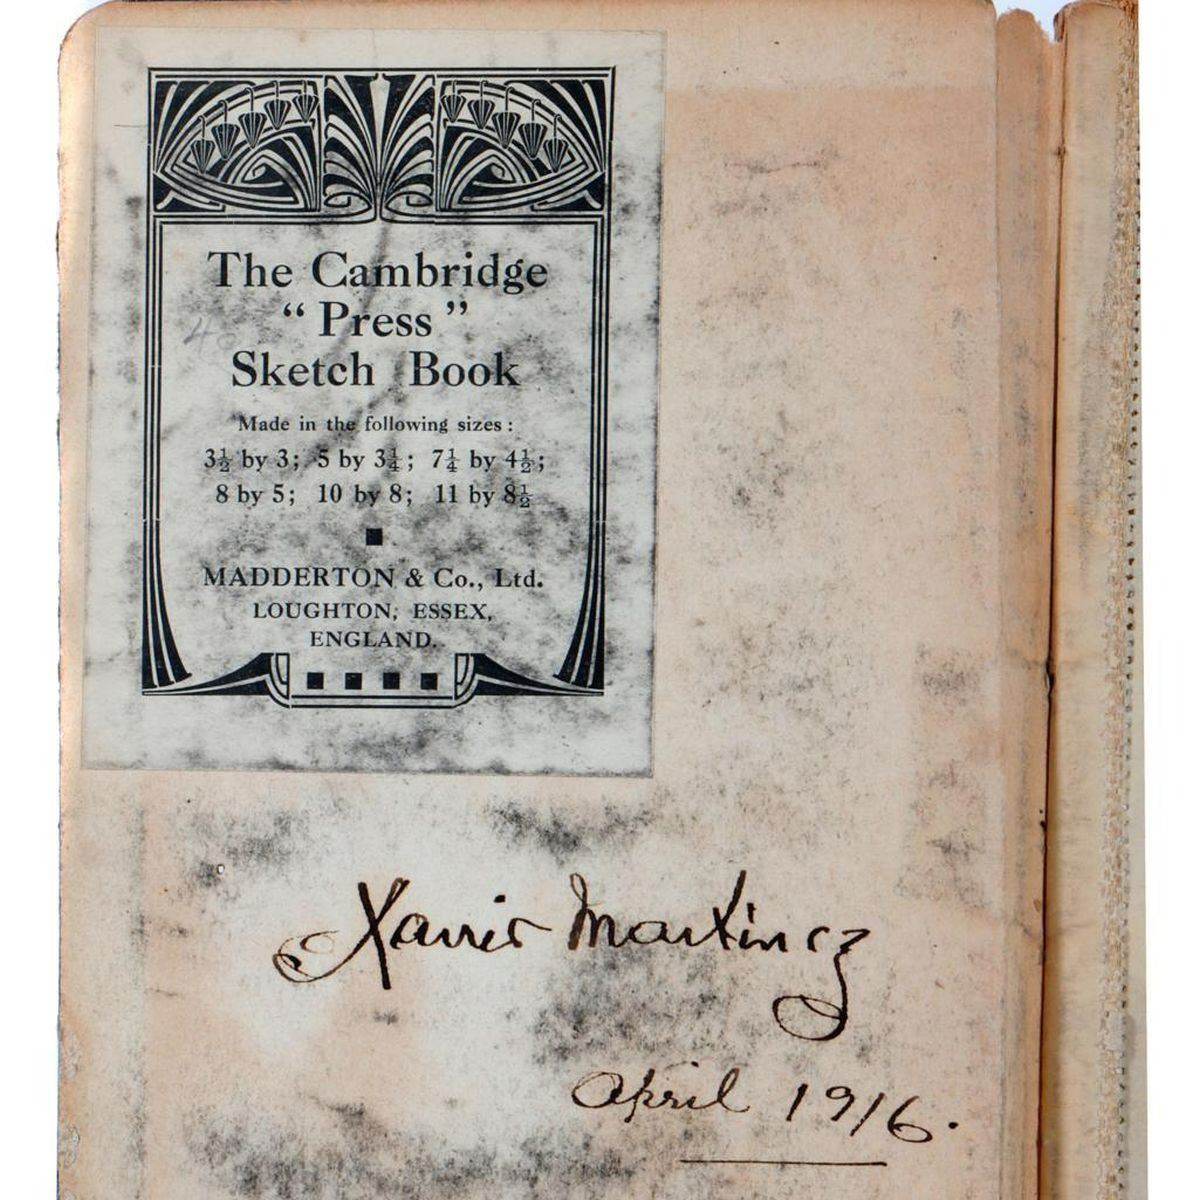 The Cambridge
“Press”
Sketch Book
Made in the following sizes:
3½ by 3; 5 by 3¼; 7¼ by 4½;
8 by 5; 10 by 8; 11 by 8½
MADDERTON & Co., Ltd.
LOUGHTON, ESSEX,
ENGLAND.
Xavier Martinez
April 1916.